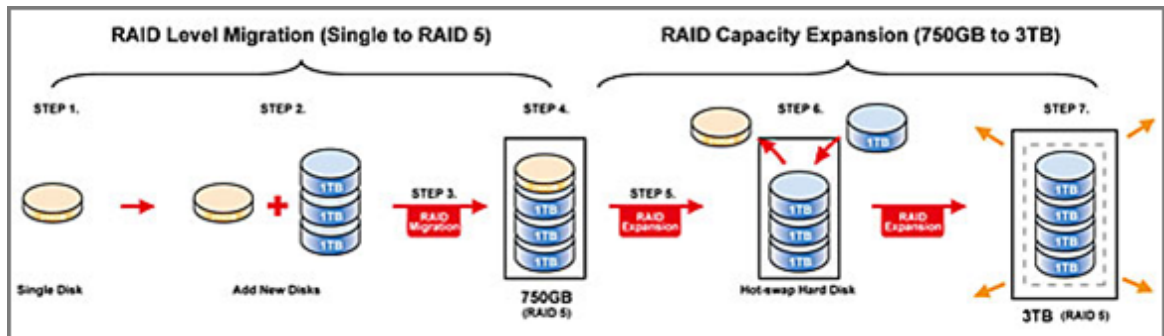 RAID Level Migration (Single to RAID 5)
RAID Capacity Expansion (750GB to 3TB)
STEP 1.
STEP 2.
STEP 4.
STEP 6.
STEP 7.
1TB
1TB
1TB
1TB
STEP 3.
RAID
Migration
1TB
1TB
1TB
STEP 5.
RAID
Expansion
1TB
1TB
1TB
RAID
Expansion
1TB
1TB
1TB
1TB
Single Disk
Add New Disks
750GB
(RAID 5)
Hot-swap Hard Disk
3TB (RAID 5)